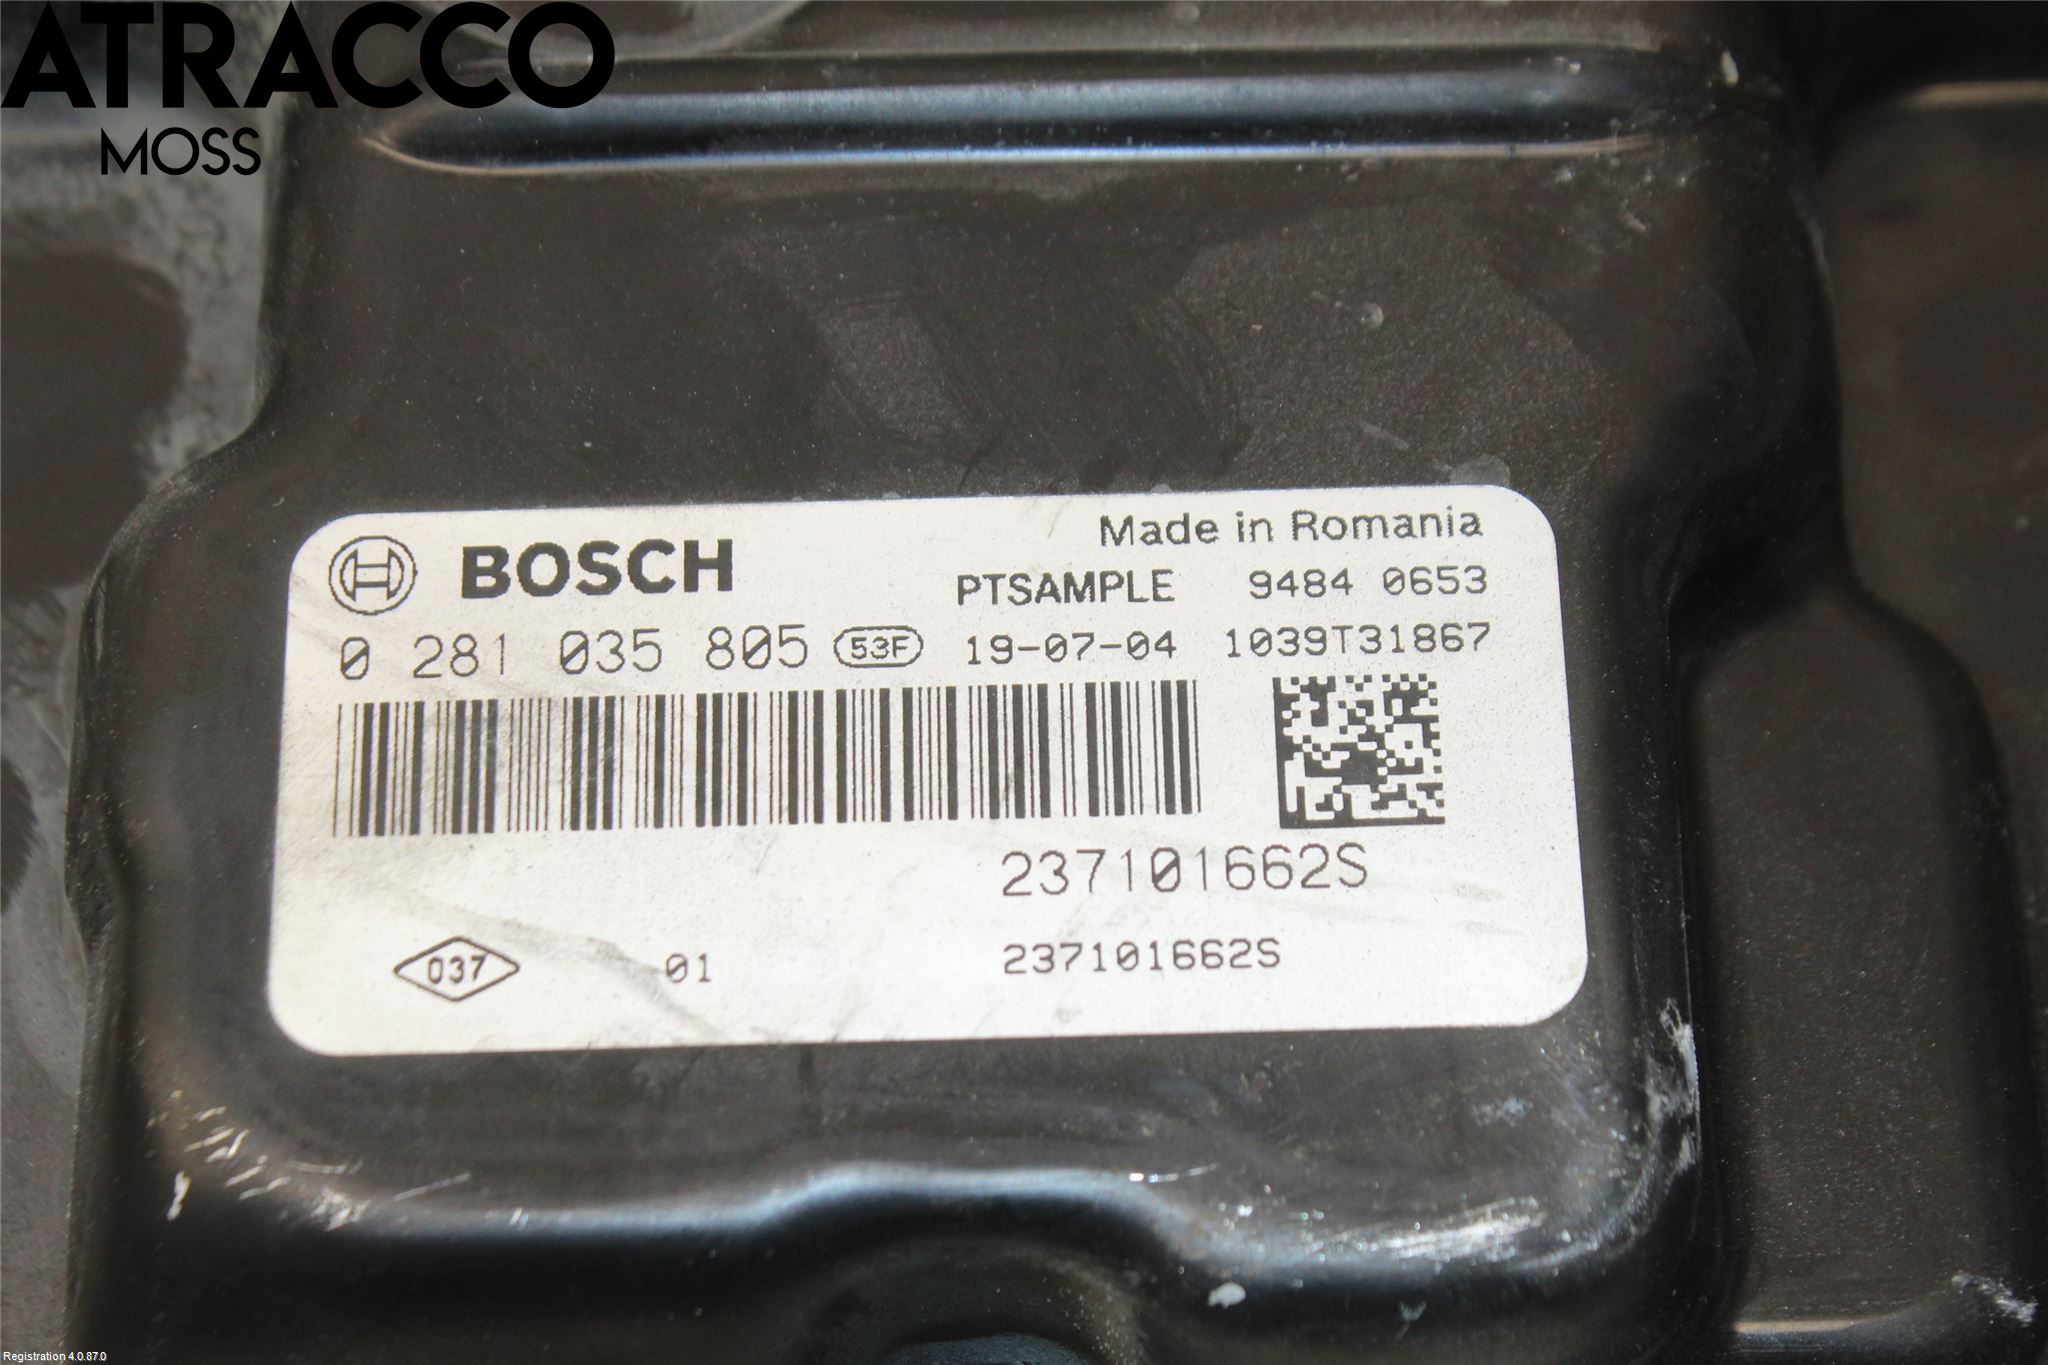 ATRACCO
MOSS
Made in Romania
BOSCH
PTSAMPLE 9484 0653
0 281 035 805 53F 19-07-04 1039T31867
237101662S
037 01 237101662S
Registration 4.0.87.0